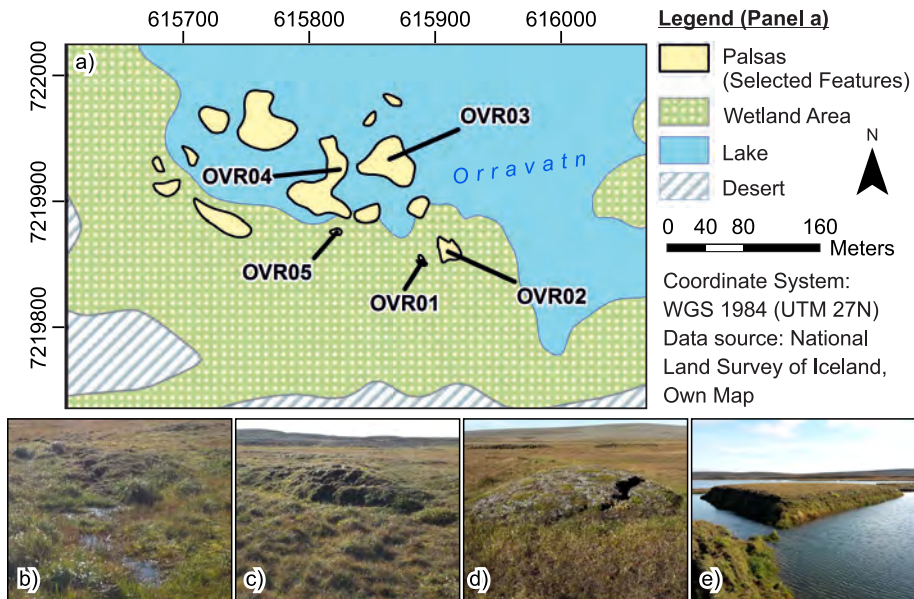 615700 615800 615900 616000
722000
719900
7219800
a)
OVR03
OVR04
Orravatn
OVR05
OVR01
OVR02
Legend (Panel a)
Palsas
(Selected Features)
Wetland Area
Lake
Desert
N
0 40 80 160
Meters
Coordinate System:
WGS 1984 (UTM 27N)
Data source: National
Land Survey of Iceland,
Own Map
b)
c)
d)
e)